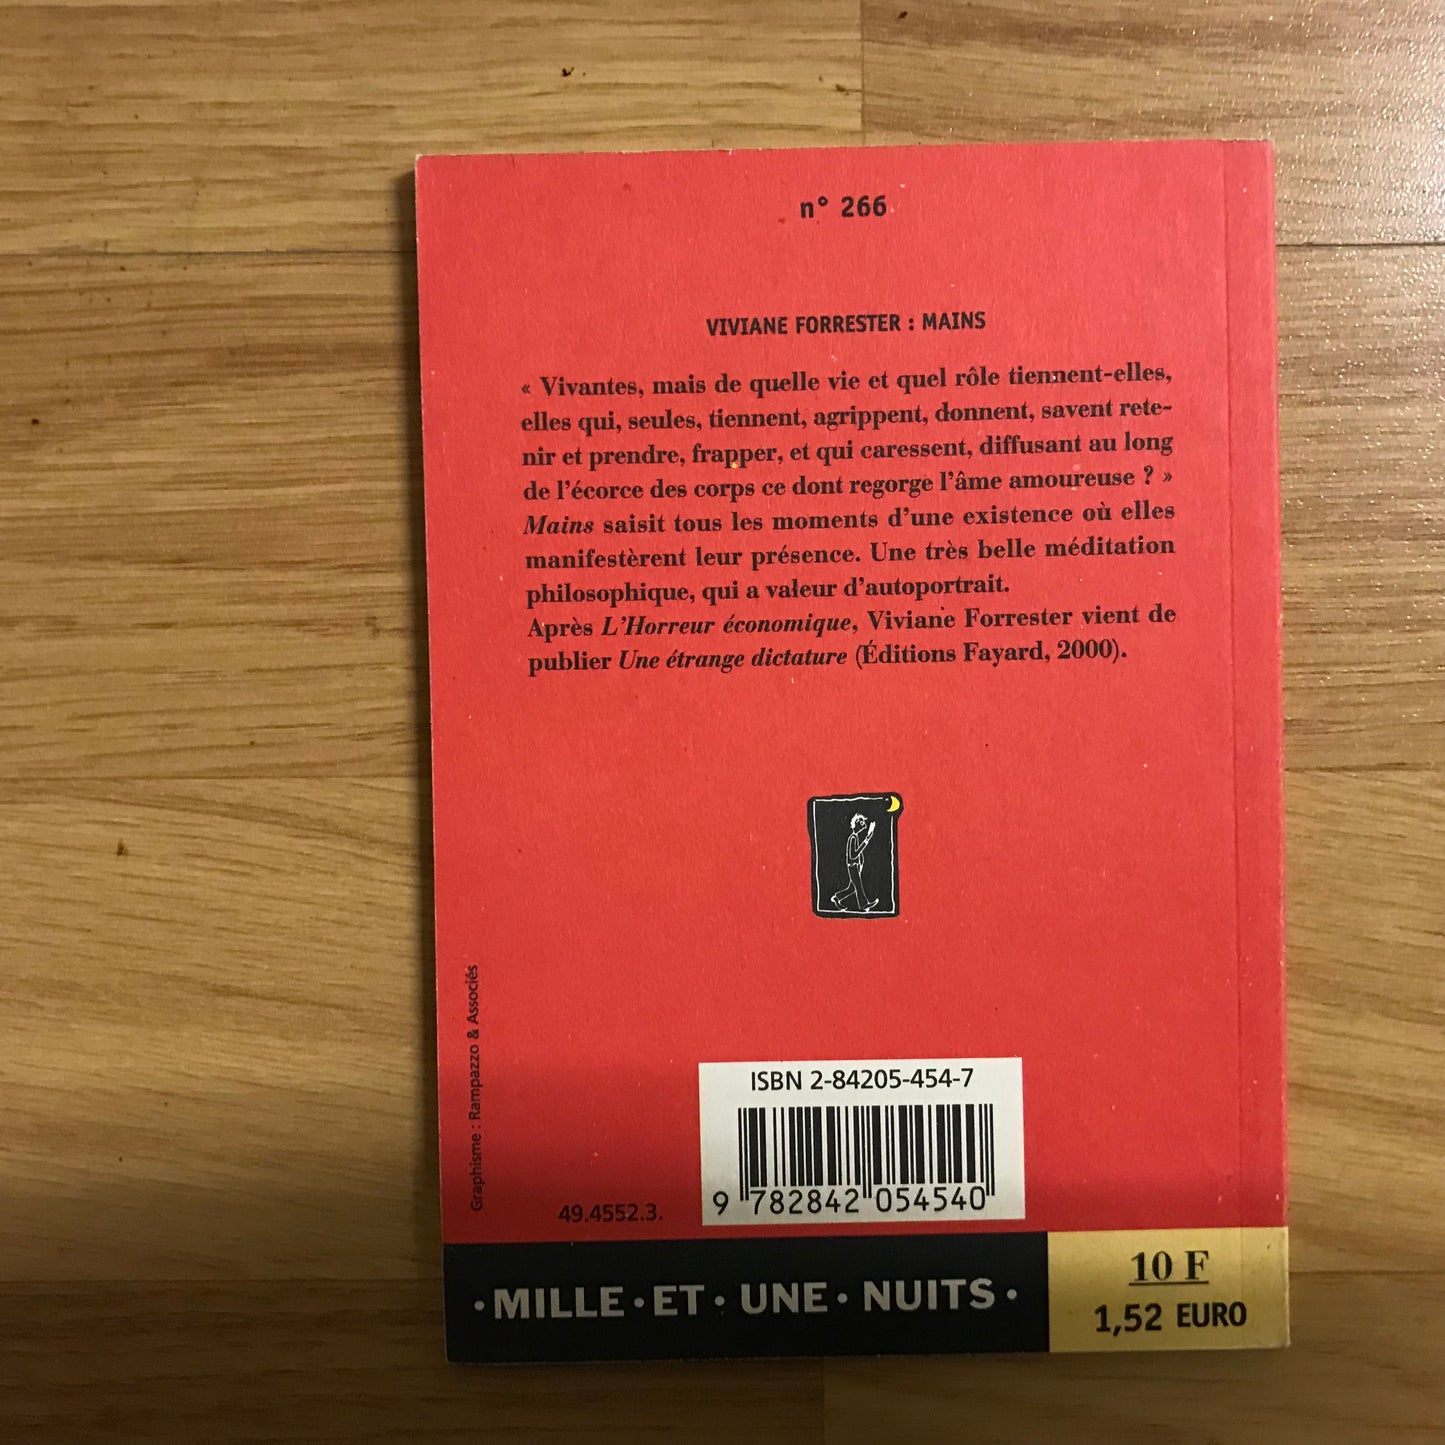 n° 266
VIVIANE FORRESTER : MAINS
« Vivantes, mais de quelle vie et quel rôle tiennent-elles,
elles qui, seules, tiennent, agrippent, donnent, savent rete-
nir et prendre, frapper, et qui caressent, diffusant au long
de l'écorce des corps ce dont regorge l'âme amoureuse ? »
Mains saisit tous les moments d'une existence où elles
manifestèrent leur présence. Une très belle méditation
philosophique, qui a valeur d'autoportrait.
Après L'Horreur économique, Viviane Forrester vient de
publier Une étrange dictature (Éditions Fayard, 2000).
Graphisme : Rampazzo & Associés
ISBN 2-84205-454-7
9 782842 054540
49.4552.3.
·MILLE·ET·UNE·NUITS·
10 F
1,52 EURO